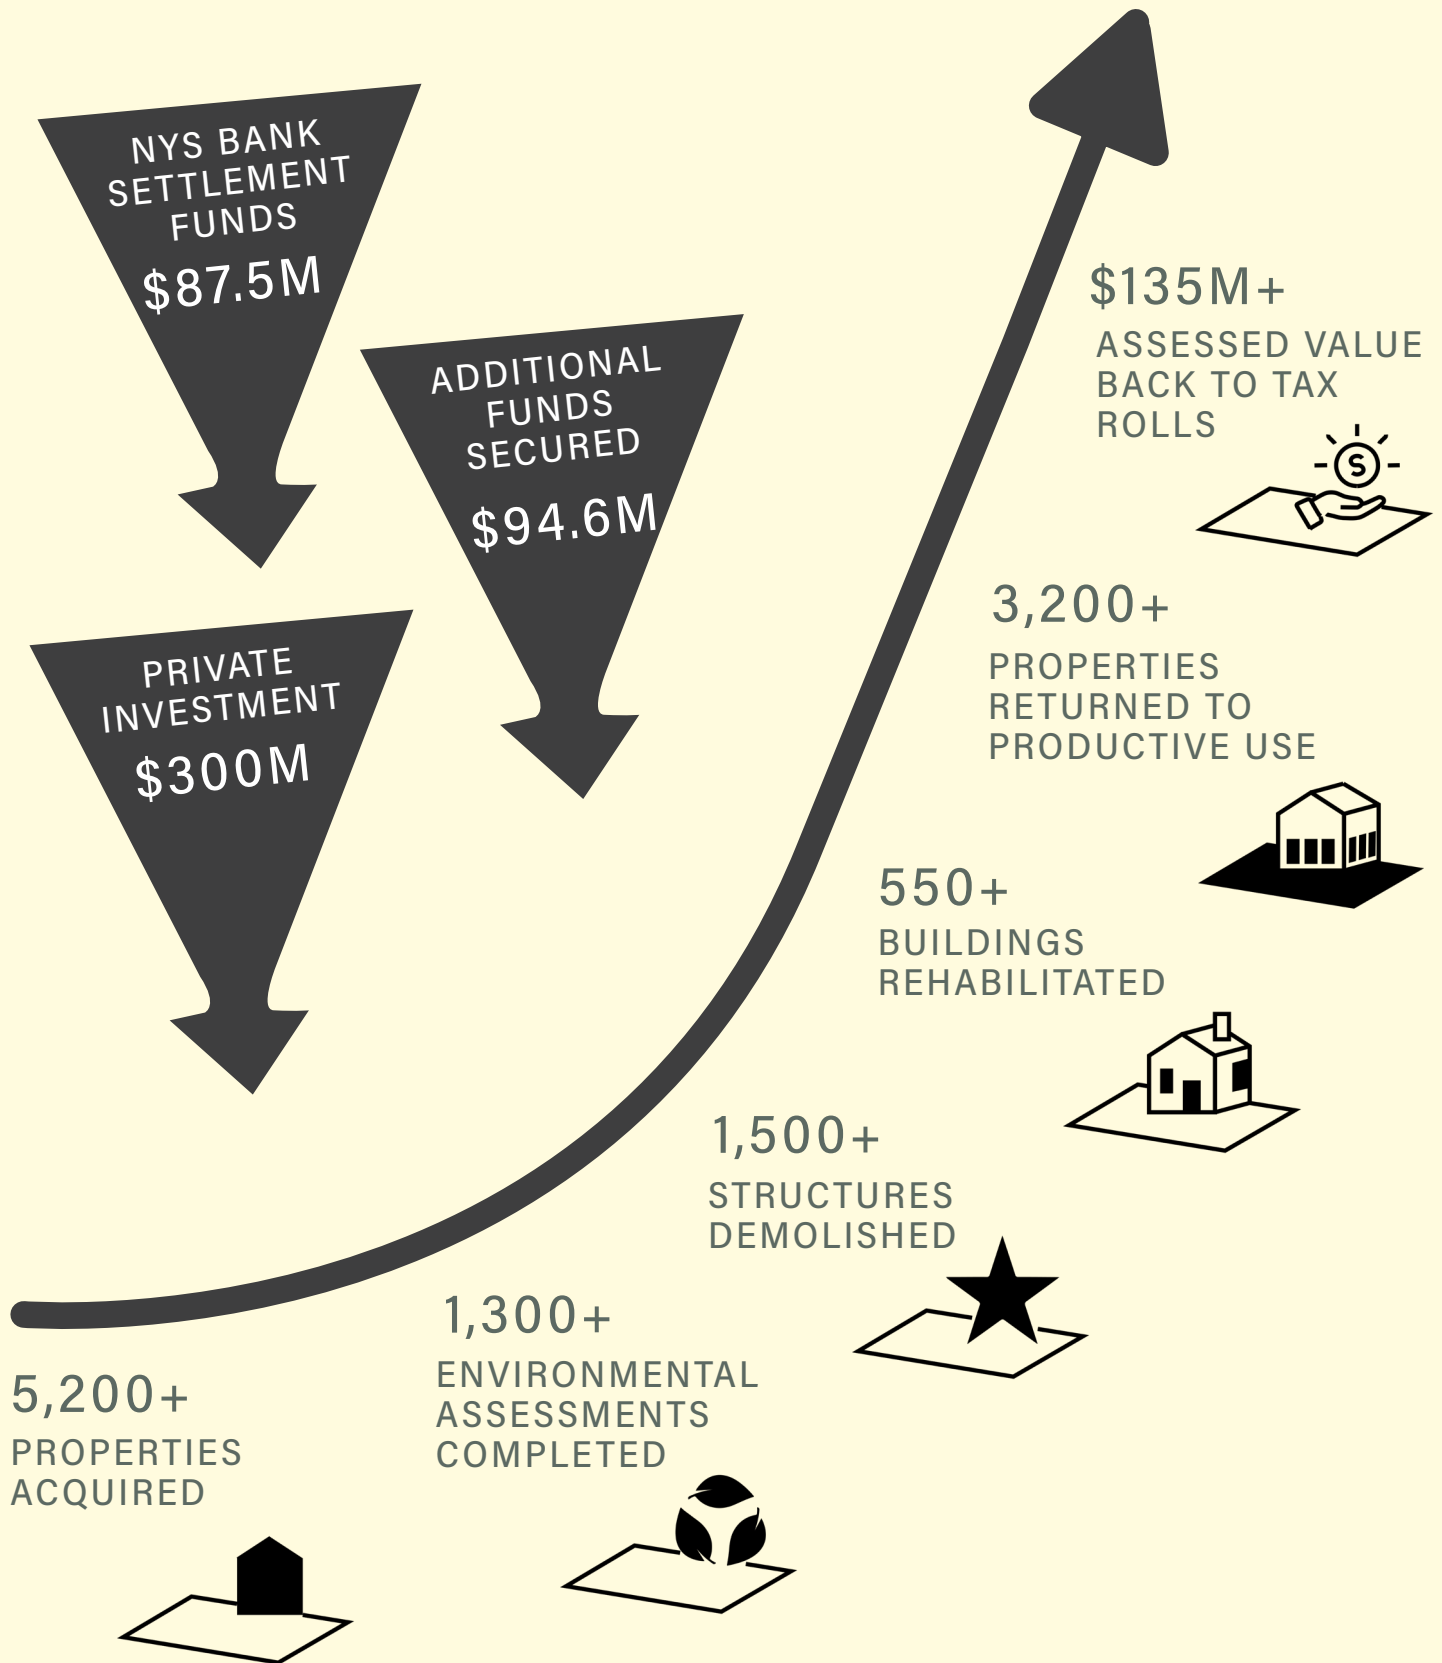 NYS BANK
SETTLEMENT
FUNDS
$87.5M
ADDITIONAL
FUNDS
SECURED
$94.6M
PRIVATE
INVESTMENT
$300M
$135M+
ASSESSED VALUE
BACK TO TAX
ROLLS
S
3,200+
PROPERTIES
RETURNED TO
PRODUCTIVE USE
550+
BUILDINGS
REHABILITATED
1,500+
STRUCTURES
DEMOLISHED
1,300+
ENVIRONMENTAL
ASSESSMENTS
COMPLETED
5,200+
PROPERTIES
ACQUIRED